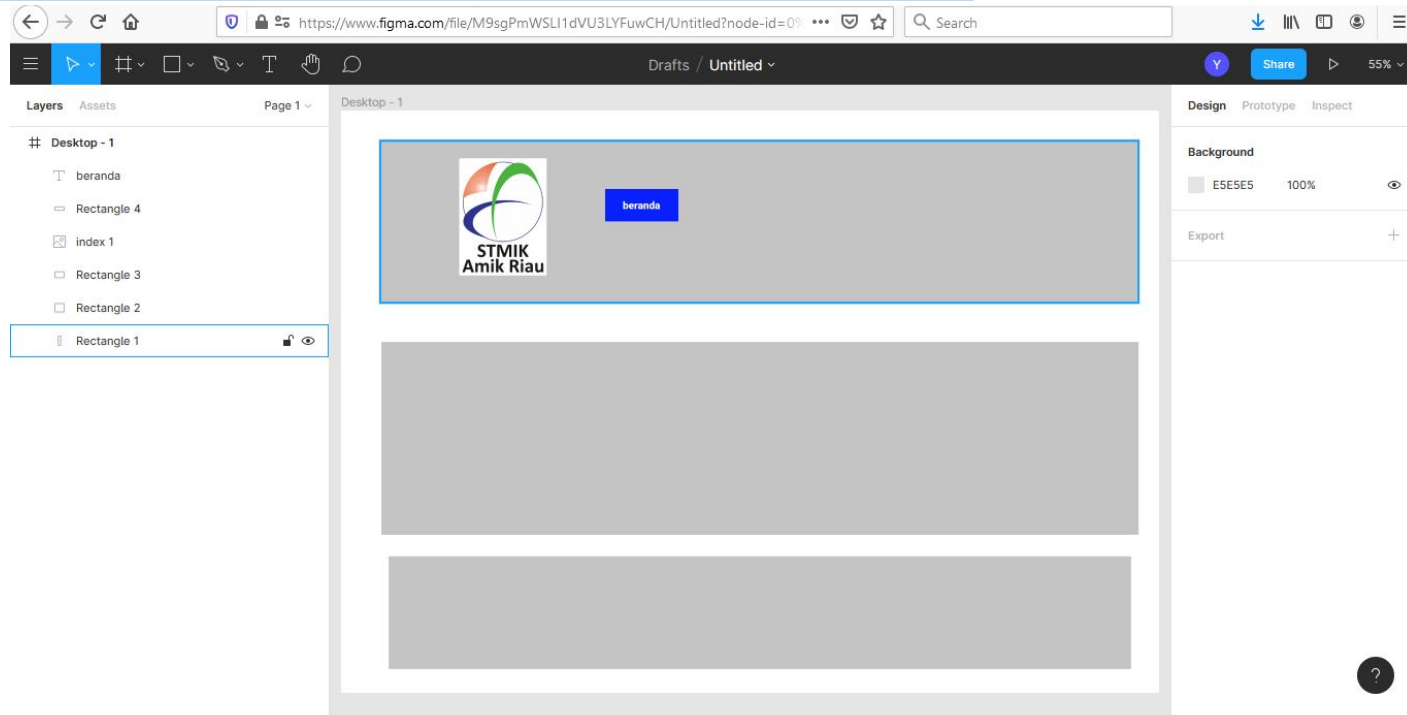 https://www.figma.com/file/M9sgPmWSLI1dVU3LYFuwCH/Untitled?node-id=0%
Search
Drafts / Untitled
Y
Share
55%
Layers Assets Page 1
Desktop - 1
Design Prototype Inspect
Desktop - 1
Background
beranda
E5E5E5 100%
Rectangle 4
index 1
Export
Rectangle 3
Rectangle 2
Rectangle 1
STMIK
Amik Riau
beranda
?